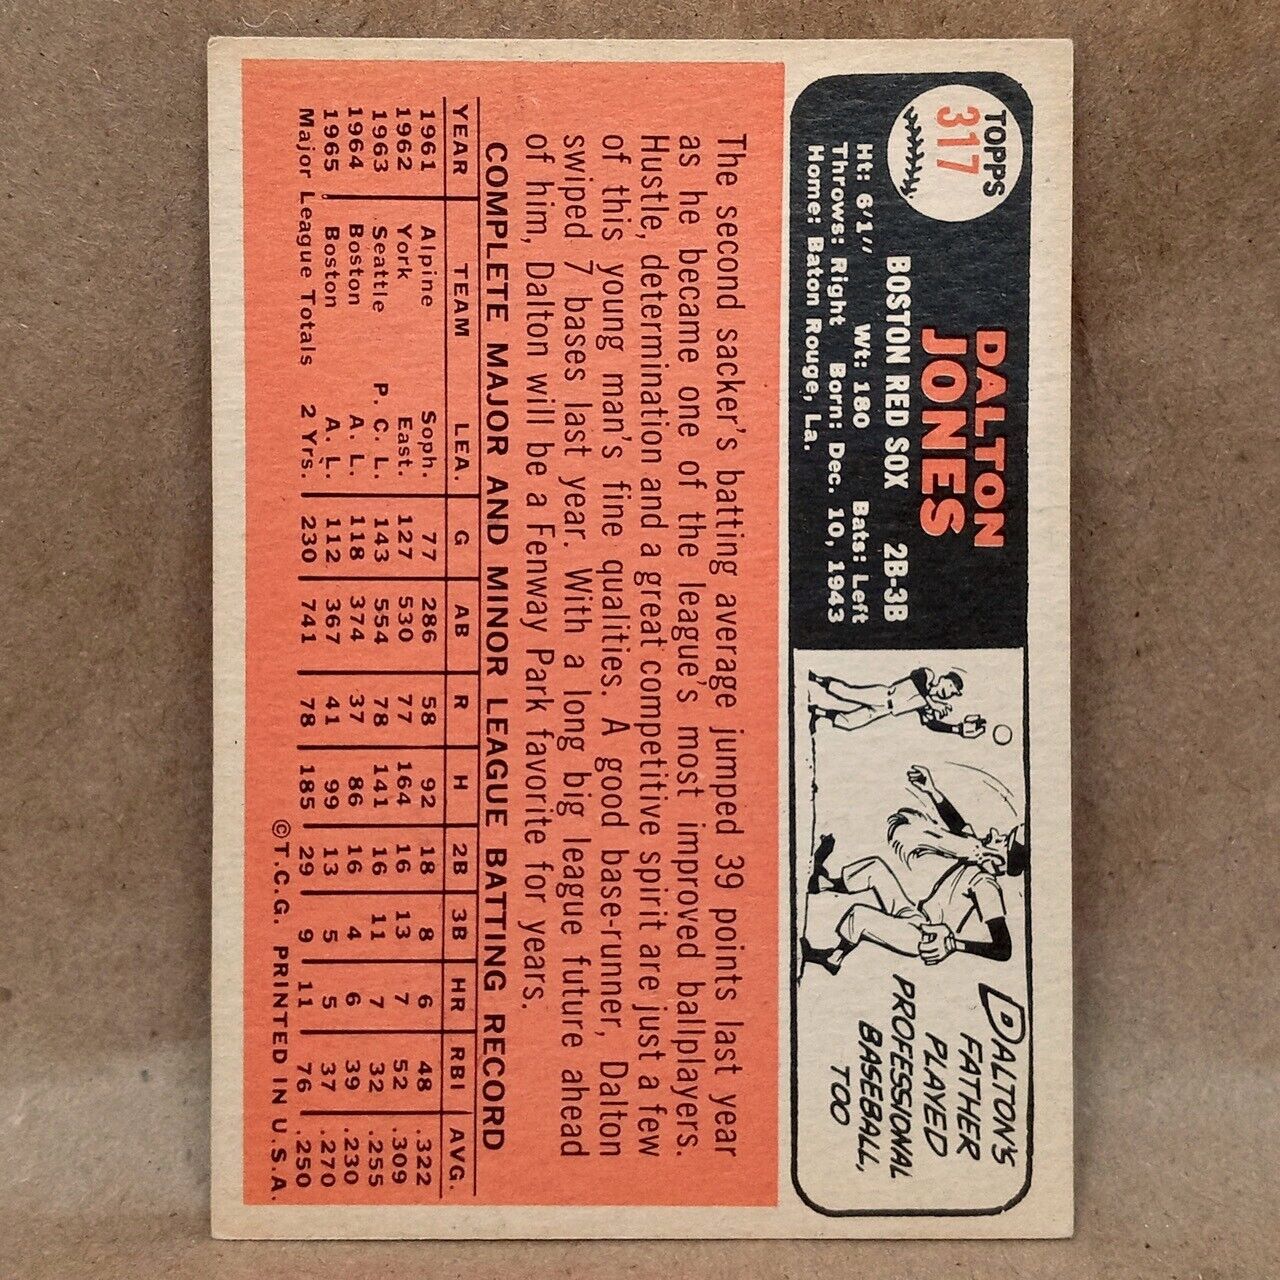 TOPPS
317
DALTON
JONES
BOSTON RED SOX 2B-3B
Ht: 6'1" Wt: 180 Bats: Left
Throws: Right Born: Dec. 10, 1943
Home: Baton Rouge, La.
DALTON'S
FATHER
PLAYED
PROFESSIONAL
BASEBALL,
TOO
The second sacker's batting average jumped 39 points last year
as he became one of the league's most improved ballplayers.
Hustle, determination and a great competitive spirit are just a few
of this young man's fine qualities. A good base-runner, Dalton
swiped 7 bases last year. With a long big league future ahead
of him, Dalton will be a Fenway Park favorite for years.
COMPLETE MAJOR AND MINOR LEAGUE BATTING RECORD
YEAR TEAM LEA. G AB R H 2B 3B HR RBI AVG.
1961 Alpine Soph. 77 286 58 92 18 8 6 48 .322
1962 York East. 127 530 77 164 16 13 7 52 .309
1963 Seattle P. C. L. 143 554 78 141 16 11 7 32 .255
1964 Boston A. L. 118 374 37 86 16 4 6 39 .230
1965 Boston A. L. 112 367 41 99 13 5 5 37 .270
Major League Totals 2 Yrs. 230 741 78 185 29 9 11 76 .250
©T.C.G. PRINTED IN U.S.A.